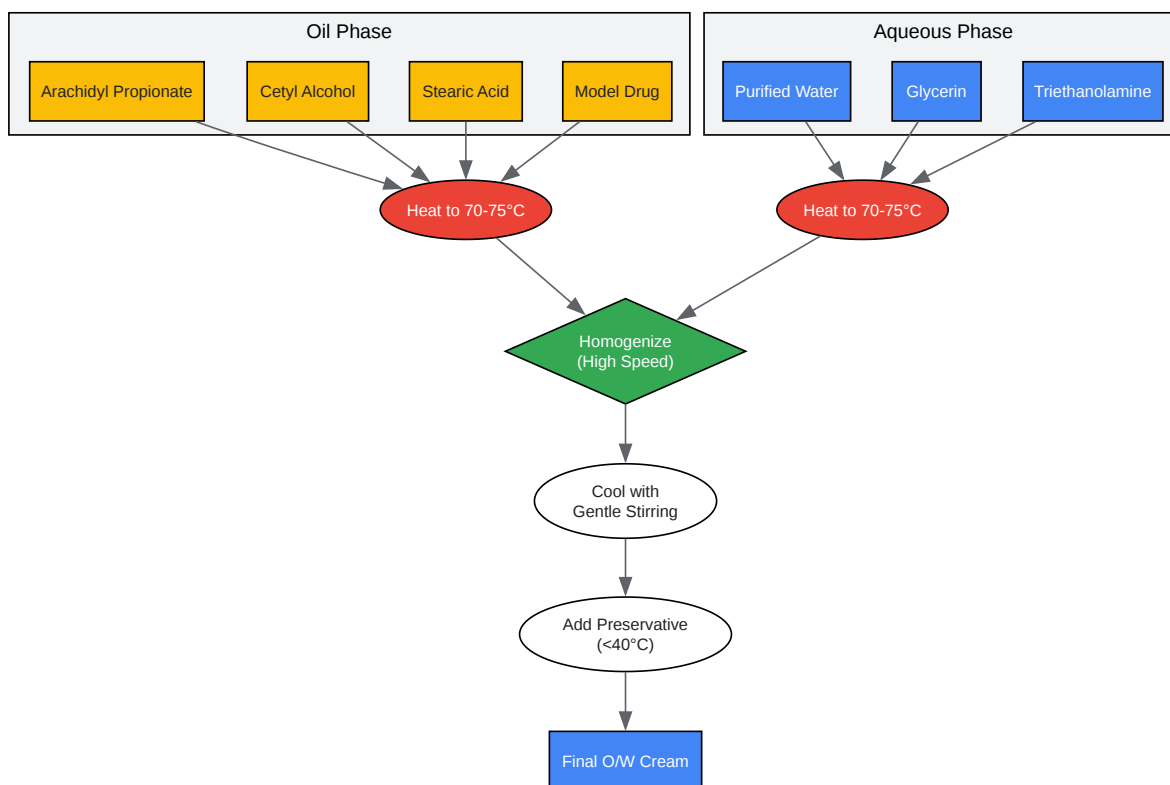 Oil Phase
Aqueous Phase
Arachidyl Propionate
Cetyl Alcohol
Stearic Acid
Model Drug
Purified Water
Glycerin
Triethanolamine
Heat to 70-75°C
Heat to 70-75°C
Homogenize
(High Speed)
Cool with
Gentle Stirring
Add Preservative
(<40°C)
Final O/W Cream